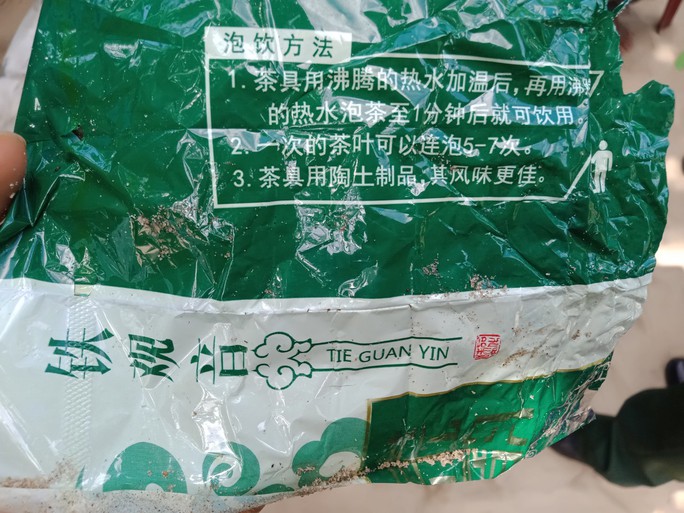 泡饮方法
1. 茶具用沸腾的热水加温后,再用沸腾
的热水泡茶至1分钟后就可饮用。
2. 一次的茶叶可以连泡5-7次。
3. 茶具用陶土制品,其风味更佳。
铁观音
TIE GUAN YIN